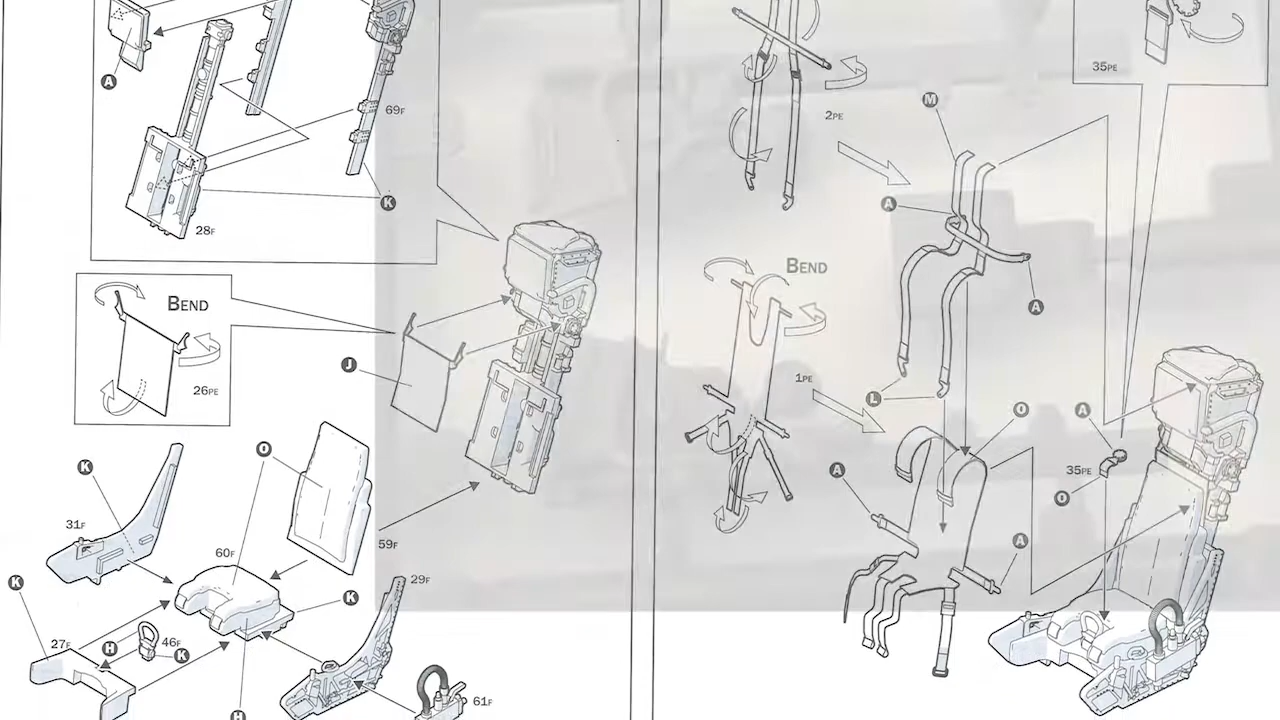 A
69F
K
28F
BEND
26PE
J
K
31F
O
60F
59F
K
29F
K
27F
H
46F
K
H
61F
35PE
M
2PE
A
A
BEND
1PE
L
O
A
35PE
A
O
A